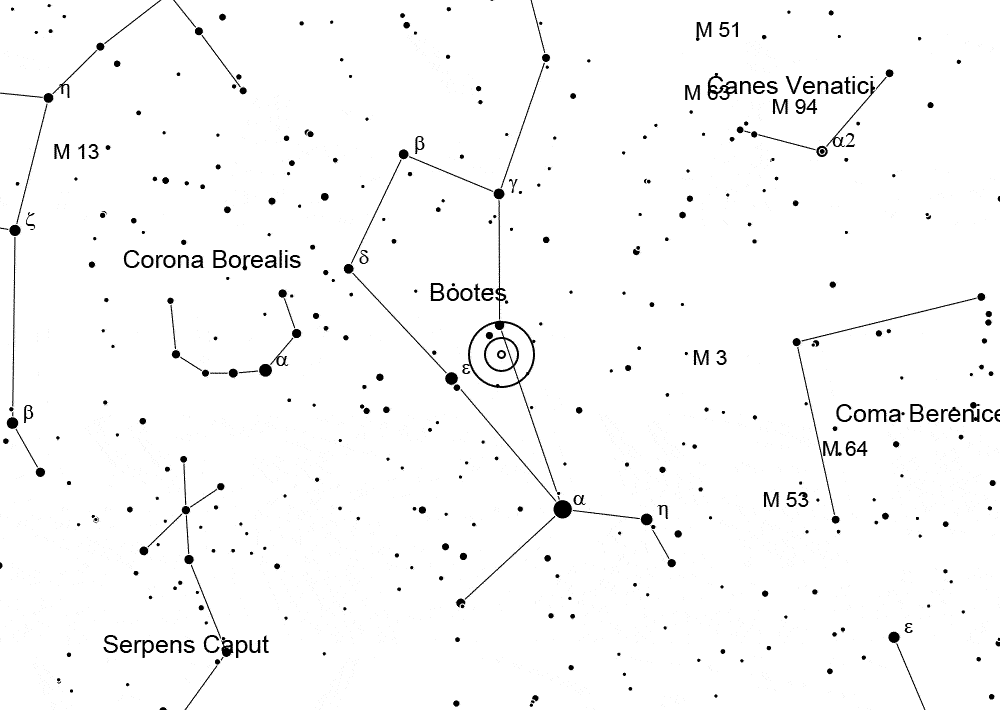 M 51
Canes Venatici
η
M 63
M 94
α2
M 13
β
γ
ζ
δ
Corona Borealis
Bootes
α
M 3
ε
β
Coma Berenice
M 64
M 53
α
η
ε
Serpens Caput